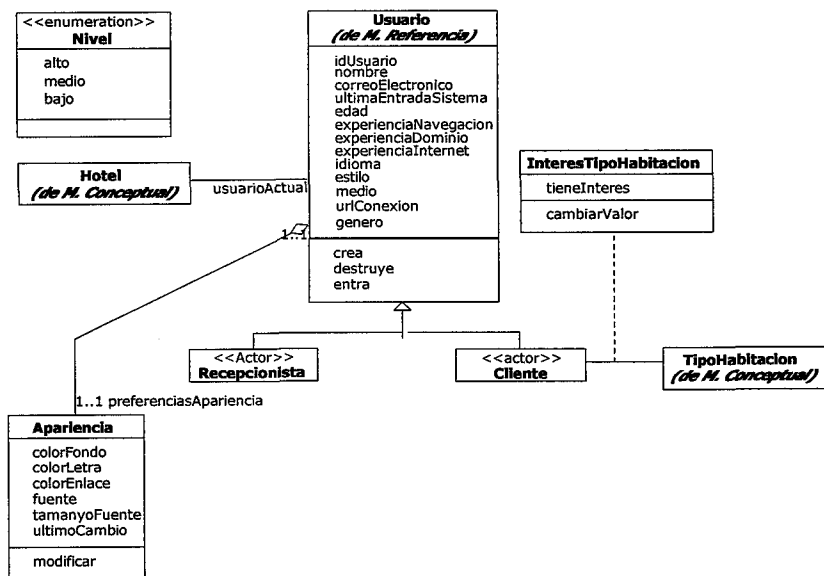 <<enumeration>>
Nivel
alto
medio
bajo
Usuario
(de M. Referencia)
idUsuario
nombre
correoElectronico
ultimaEntradaSistema
edad
experienciaNavegacion
experienciaDominio
experienciaInternet
idioma
estilo
medio
urlConexion
genero
crea
destruye
entra
Hotel
(de M. Conceptual)
usuarioActual
1..1
InteresTipoHabitacion
tieneInteres
cambiarValor
<<Actor>>
Recepcionista
<<actor>>
Cliente
TipoHabitacion
(de M. Conceptual)
1..1 preferenciasApariencia
Apariencia
colorFondo
colorLetra
colorEnlace
fuente
tamanyoFuente
ultimoCambio
modificar